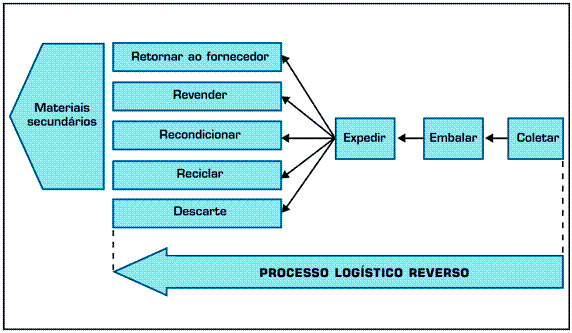 Retornar ao fornecedor
Revender
Recondicionar
Reciclar
Descarte
Materiais
secundários
Expedir
Embalar
Coletar
PROCESSO LOGÍSTICO REVERSO